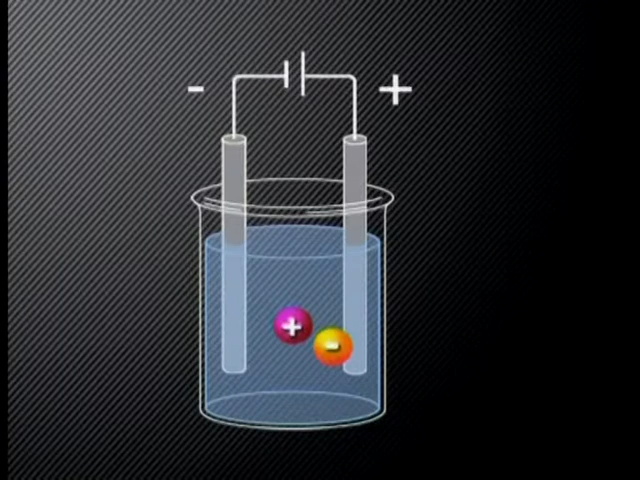 - +
+
-